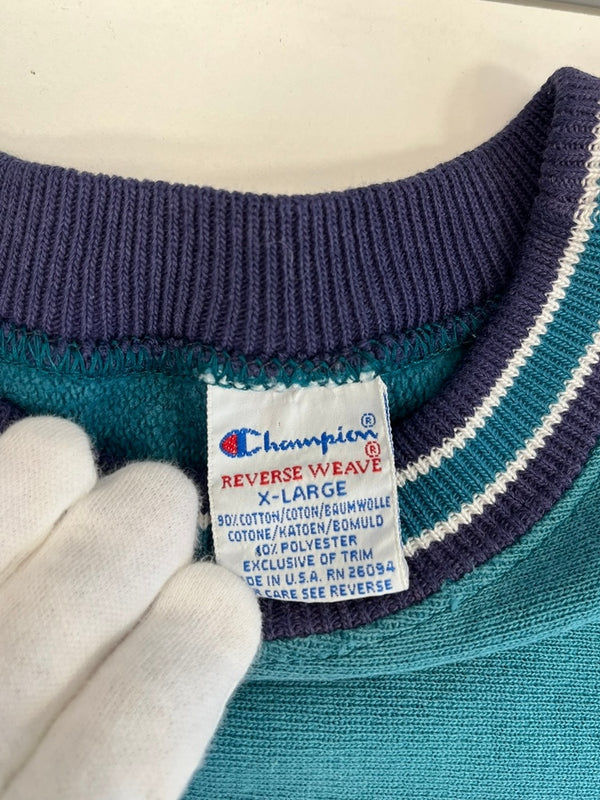 Champion®
REVERSE WEAVE®
X-LARGE
90% COTTON/COTON/BAUMWOLLE
COTONE/KATOEN/BOMULD
10% POLYESTER
EXCLUSIVE OF TRIM
DE IN U.S.A. RN 26094
CARE SEE REVERSE